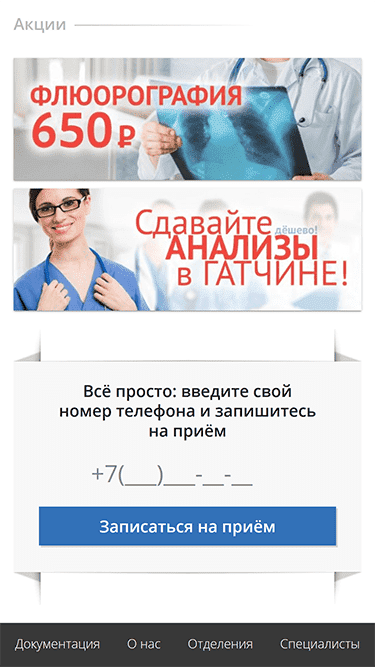 Акции
ФЛЮОРОГРАФИЯ
650₽
Сдавайте
дёшево!
АНАЛИЗЫ
в ГАТЧИНЕ!
Всё просто: введите свой
номер телефона и запишитесь
на приём
+7(___)___-__-__
Записаться на приём
Документация О нас Отделения Специалисты